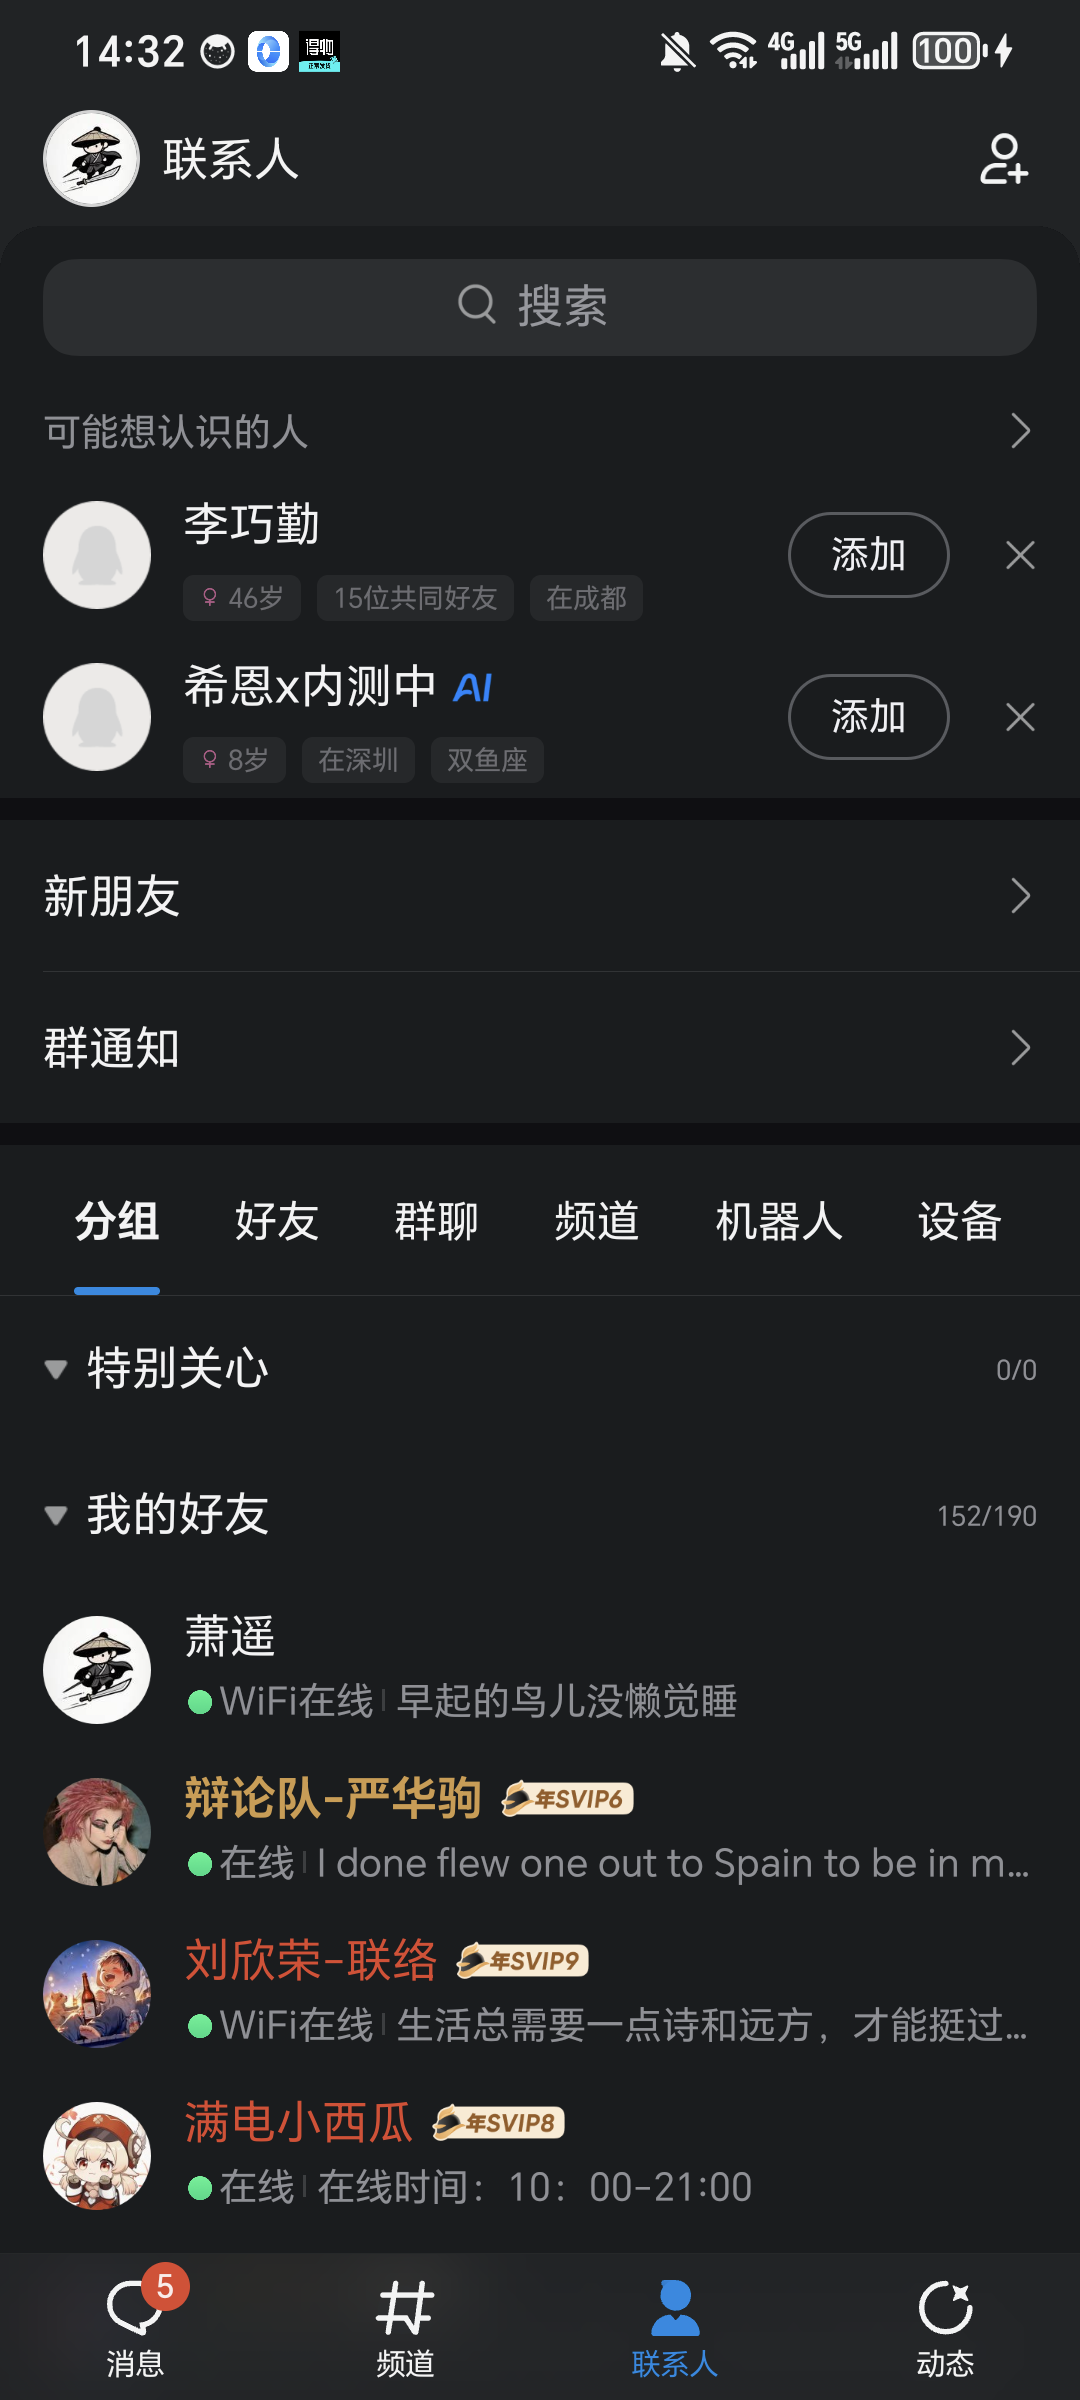 14:32
得物
正常发货
4G
5G
100
联系人
搜索
可能想认识的人
李巧勤
添加
♀ 46岁
15位共同好友
在成都
希恩x内测中 AI
添加
♀ 8岁
在深圳
双鱼座
新朋友
群通知
分组
好友
群聊
频道
机器人
设备
特别关心
0/0
我的好友
152/190
萧遥
WiFi在线
早起的鸟儿没懒觉睡
辩论队-严华驹
年SVIP6
在线
I done flew one out to Spain to be in m...
刘欣荣-联络
年SVIP9
WiFi在线
生活总需要一点诗和远方，才能挺过...
满电小西瓜
年SVIP8
在线
在线时间：10：00-21:00
5
消息
频道
联系人
动态